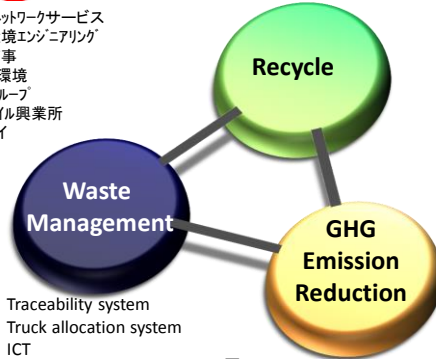 ットワークサービス
境エンジニアリング
事
環境
ループ
イル興業所
イ
Recycle
Waste
Management
GHG
Emission
Reduction
Traceability system
Truck allocation system
ICT